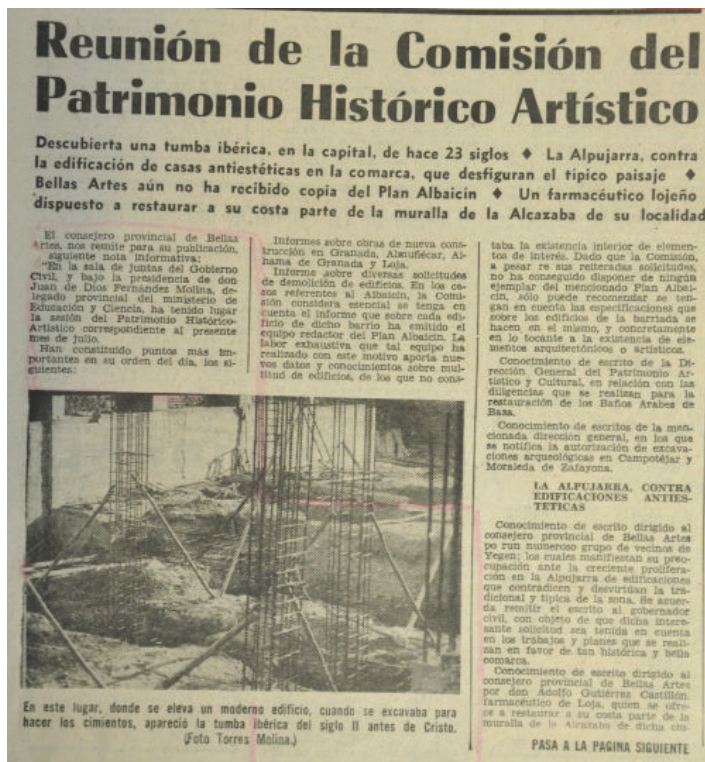 Reunión de la Comisión del
Patrimonio Histórico Artístico
Descubierta una tumba ibérica, en la capital, de hace 23 siglos ♦ La Alpujarra, contra
la edificación de casas antiestéticas en la comarca, que desfiguran el típico paisaje ♦
Bellas Artes aún no ha recibido copia del Plan Albaicín ♦ Un farmacéutico lojeño
dispuesto a restaurar a su costa parte de la muralla de la Alcazaba de su localidad
El consejero provincial de Bellas
Artes, nos remite para su publicación,
siguiente nota informativa:
"En la sala de juntas del Gobierno
Civil, y bajo la presidencia de don
Juan de Dios Fernández Molina, de-
legado provincial del ministerio de
Educación y Ciencia, ha tenido lugar
la sesión del Patrimonio Histórico-
Artístico correspondiente al presente
mes de julio.
Han constituido puntos más im-
portantes en su orden del día, los si-
guientes:
Informes sobre obras de nueva cons-
trucción en Granada, Almuñécar, Al-
hama de Granada y Loja.
Informe sobre diversas solicitudes
de demolición de edificios. En los ca-
sos referentes al Albaicín, la Comi-
sión considera esencial se tenga en
cuenta el informe que sobre cada edi-
ficio de dicho barrio ha emitido el
equipo redactor del Plan Albaicín. La
labor exhaustiva que tal equipo ha
realizado con este motivo aporta nue-
vos datos y conocimientos sobre mul-
titud de edificios, de los que no cons-
taba la existencia interior de elemen-
tos de interés. Dado que la Comisión,
a pesar re sus reiteradas solicitudes,
no ha conseguido disponer de ningún
ejemplar del mencionado Plan Albai-
cín, sólo puede recomendar se ten-
gan en cuenta las especificaciones que
sobre los edificios de la barriada se
hacen en el mismo, y concretamente
en lo tocante a la existencia de ele-
mentos arquitectónicos o artísticos.
Conocimiento de escrito de la Di-
rección General del Patrimonio Ar-
tístico y Cultural, en relación con las
diligencias que se realizan para la
restauración de los Baños Arabes de
Baza.
Conocimiento de escritos de la men-
cionada dirección general, en los que
se notifica la autorización de excava-
ciones arqueológicas en Campotéjar y
Moraleda de Zafayona.
LA ALPUJARRA, CONTRA
EDIFICACIONES ANTIES-
TETICAS
Conocimiento de escrito dirigido al
consejero provincial de Bellas Artes
po run numeroso grupo de vecinos de
Yegen; los cuales manifiestan su preo-
cupación ante la creciente prolifera-
ción en la Alpujarra de edificaciones
que contradicen y desvirtúan la tra-
dicional y típica de la zona. Se acuer-
da remitir el escrito al gobernador
civil, con objeto de que dicha intere-
sante solicitud sea tenida en cuenta
en los trabajos y planes que se reali-
zan en favor de tan histórica y bella
comarca.
Conocimiento de escrito dirigido al
consejero provincial de Bellas Artes
por don Adolfo Gutiérrez Castillón,
farmacéutico de Loja, quien se ofre-
ce a restaurar a su costa parte de la
muralla de la Alcazaba de dicha ciu-
En este lugar, donde se eleva un moderno edificio, cuando se excavaba para
hacer los cimientos, apareció la tumba ibérica del siglo II antes de Cristo.
(Foto Torres Molina.)
PASA A LA PAGINA SIGUIENTE